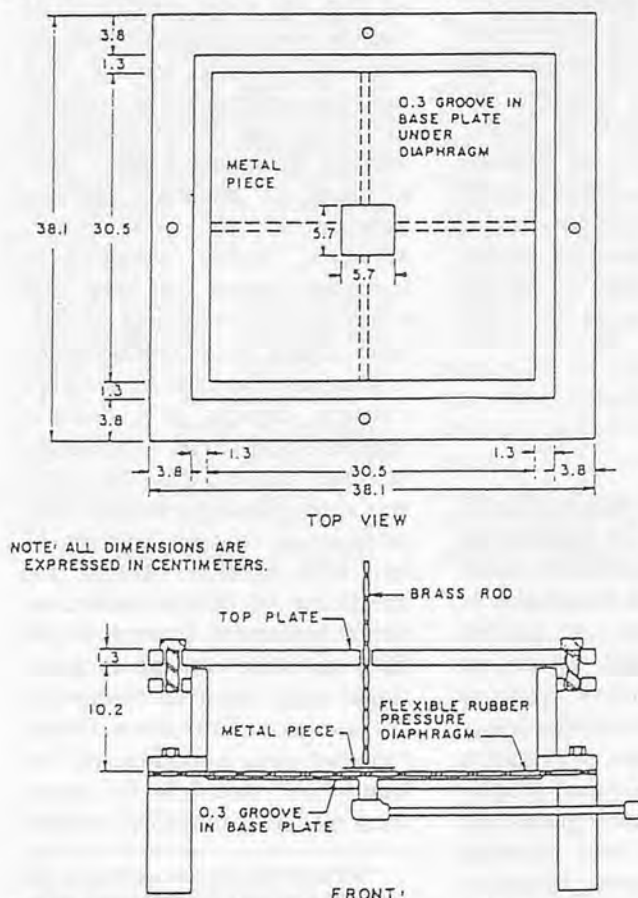 3.8
1.3
38.1
30.5
0.3 GROOVE IN
BASE PLATE
UNDER
DIAPHRAGM
METAL
PIECE
5.7
5.7
1.3
3.8
1.3
1.3
3.8
30.5
3.8
38.1
TOP VIEW
NOTE: ALL DIMENSIONS ARE
EXPRESSED IN CENTIMETERS.
BRASS ROD
TOP PLATE
1.3
10.2
FLEXIBLE RUBBER
PRESSURE
DIAPHRAGM
METAL PIECE
0.3 GROOVE
IN BASE PLATE
FRONT